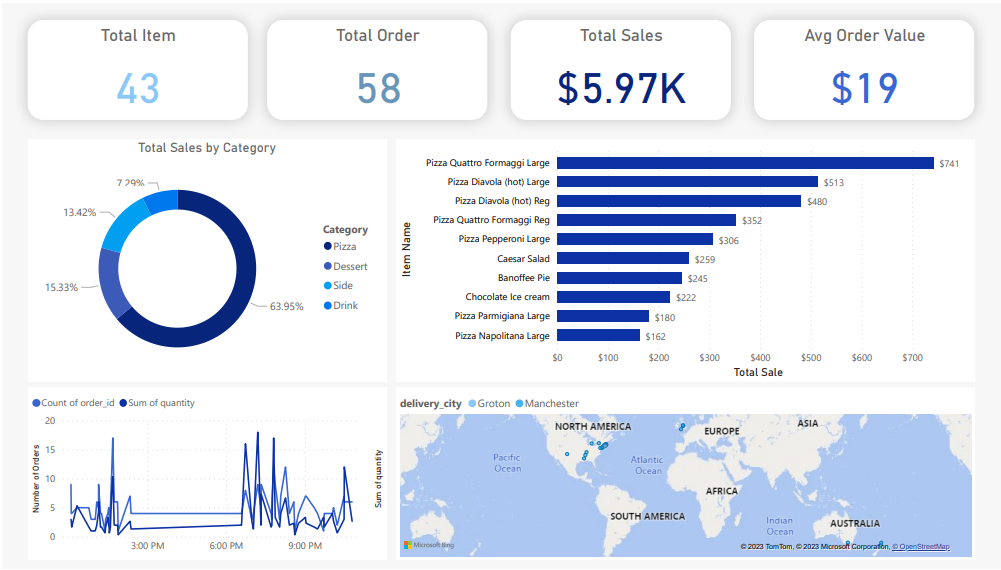 Total Item
43
Total Order
58
Total Sales
$5.97K
Avg Order Value
$19
Total Sales by Category
7.29%
13.42%
15.33%
63.95%
Category
Pizza
Dessert
Side
Drink
Item Name
Pizza Quattro Formaggi Large $741
Pizza Diavola (hot) Large $513
Pizza Diavola (hot) Reg $480
Pizza Quattro Formaggi Reg $352
Pizza Pepperoni Large $306
Caesar Salad $259
Banoffee Pie $245
Chocolate Ice cream $222
Pizza Parmigiana Large $180
Pizza Napolitana Large $162
$0 $100 $200 $300 $400 $500 $600 $700
Total Sale
Count of order_id Sum of quantity
Number of Orders
20
15
10
5
0
3:00 PM 6:00 PM 9:00 PM
Sum of quantity
delivery_city Groton Manchester
NORTH AMERICA
EUROPE
ASIA
Pacific
Ocean
Atlantic
Ocean
AFRICA
SOUTH AMERICA
Indian
Ocean
AUSTRALIA
Microsoft Bing
© 2023 TomTom, © 2023 Microsoft Corporation, © OpenStreetMap